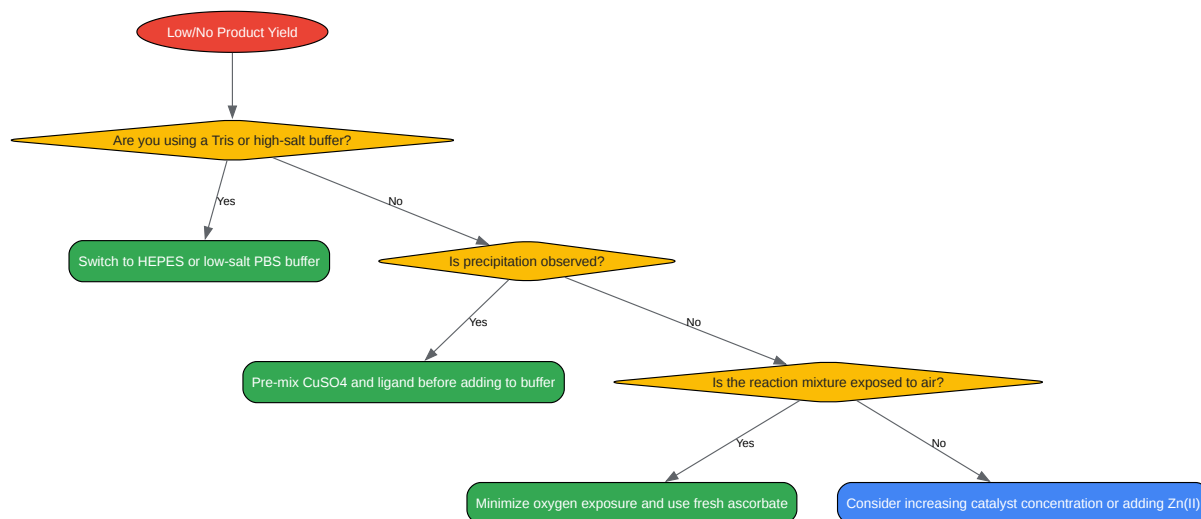 Low/No Product Yield
Are you using a Tris or high-salt buffer?
Yes
No
Switch to HEPES or low-salt PBS buffer
Is precipitation observed?
Yes
No
Pre-mix CuSO4 and ligand before adding to buffer
Is the reaction mixture exposed to air?
Yes
No
Minimize oxygen exposure and use fresh ascorbate
Consider increasing catalyst concentration or adding Zn(II)